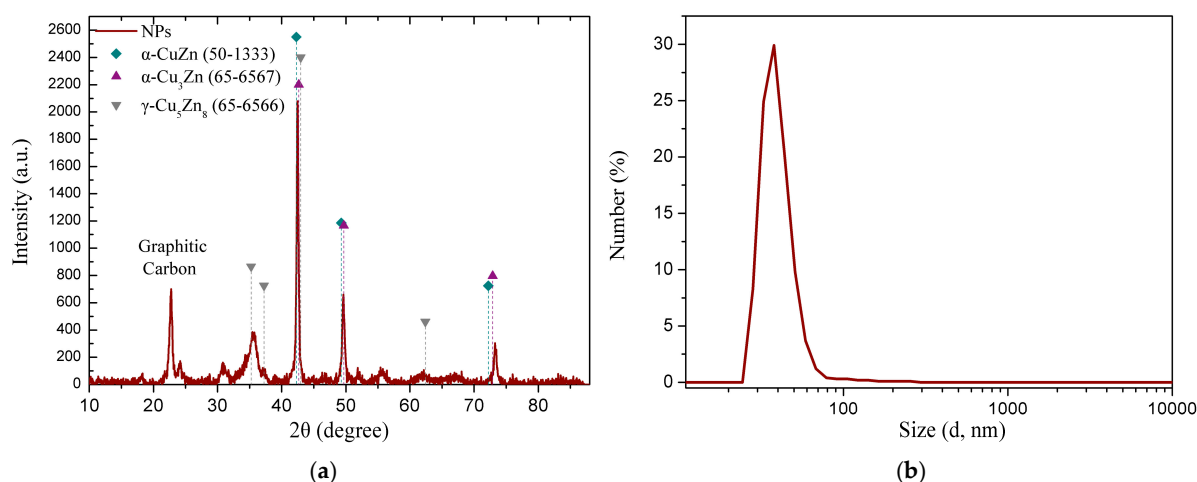 2600
2400
2200
2000
1800
1600
1400
1200
1000
800
600
400
200
0
Intensity (a.u.)
NPs
α-CuZn (50-1333)
α-Cu₃Zn (65-6567)
γ-Cu₅Zn₈ (65-6566)
Graphitic
Carbon
10 20 30 40 50 60 70 80
2θ (degree)
(a)
30
25
20
15
10
5
0
Number (%)
100 1000 10000
Size (d, nm)
(b)